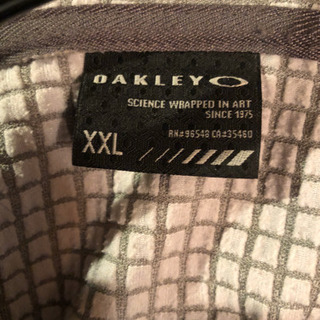 OAKLEY
SCIENCE WRAPPED IN ART
SINCE 1975
RN#96548 CA#35460
XXL